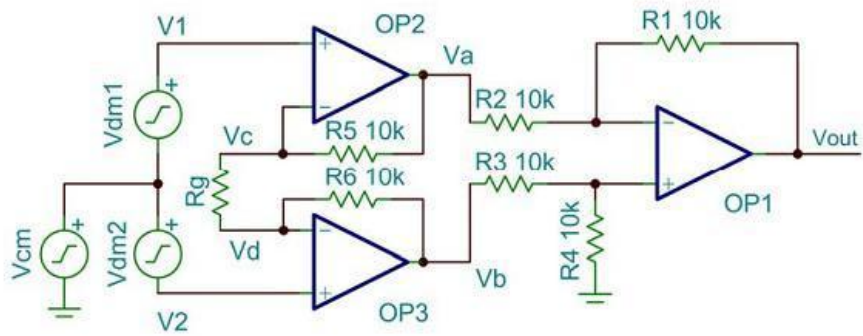 V1
OP2
R1 10k
Vdm1
+
+
Va
R2 10k
−
−
Vc
R5 10k
Vout
Rg
R6 10k
R3 10k
+
OP1
Vcm
+
Vdm2
+
Vd
−
R4 10k
+
Vb
V2
OP3